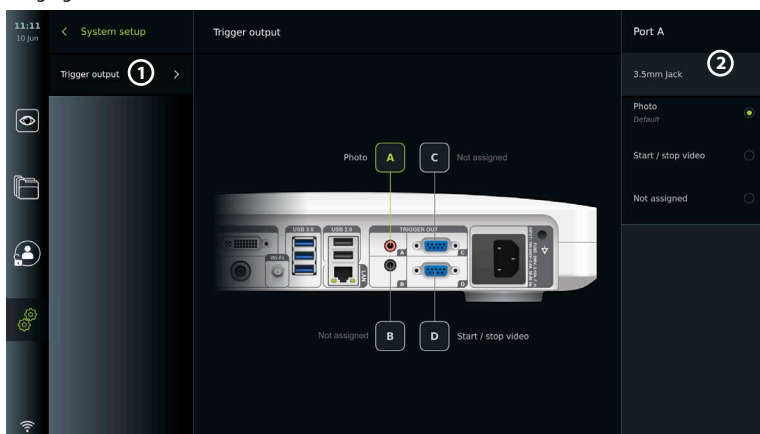 11:11
10 Jun
System setup
Trigger output
1
Trigger output
Port A
3.5mm Jack
2
Photo
Default
Start / stop video
Not assigned
Photo
A
C
Not assigned
USB 3.0
USB 2.0
TRIGGER OUT
Wi-Fi
LAN
A
C
B
D
Not assigned
B
D
Start / stop video